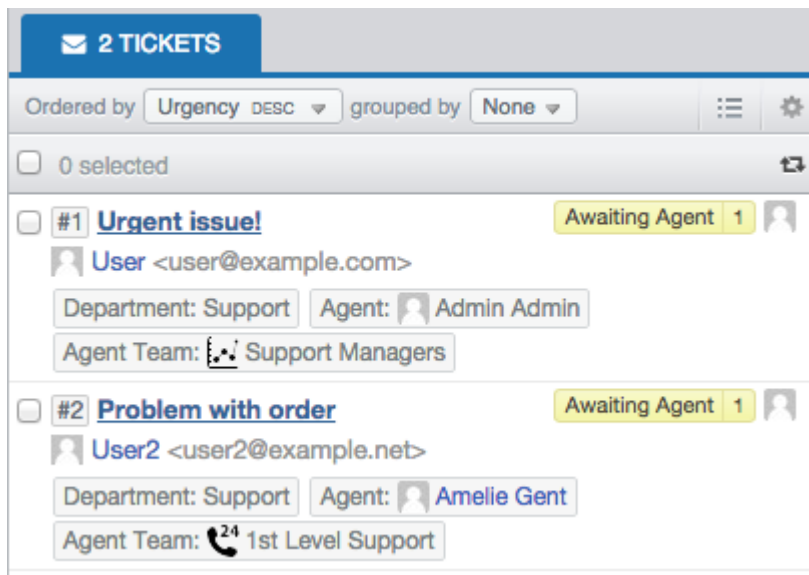 2 TICKETS
Ordered by Urgency DESC grouped by None
0 selected
#1 Urgent issue! Awaiting Agent 1
User <user@example.com>
Department: Support Agent: Admin Admin
Agent Team: Support Managers
#2 Problem with order Awaiting Agent 1
User2 <user2@example.net>
Department: Support Agent: Amelie Gent
Agent Team: 24 1st Level Support